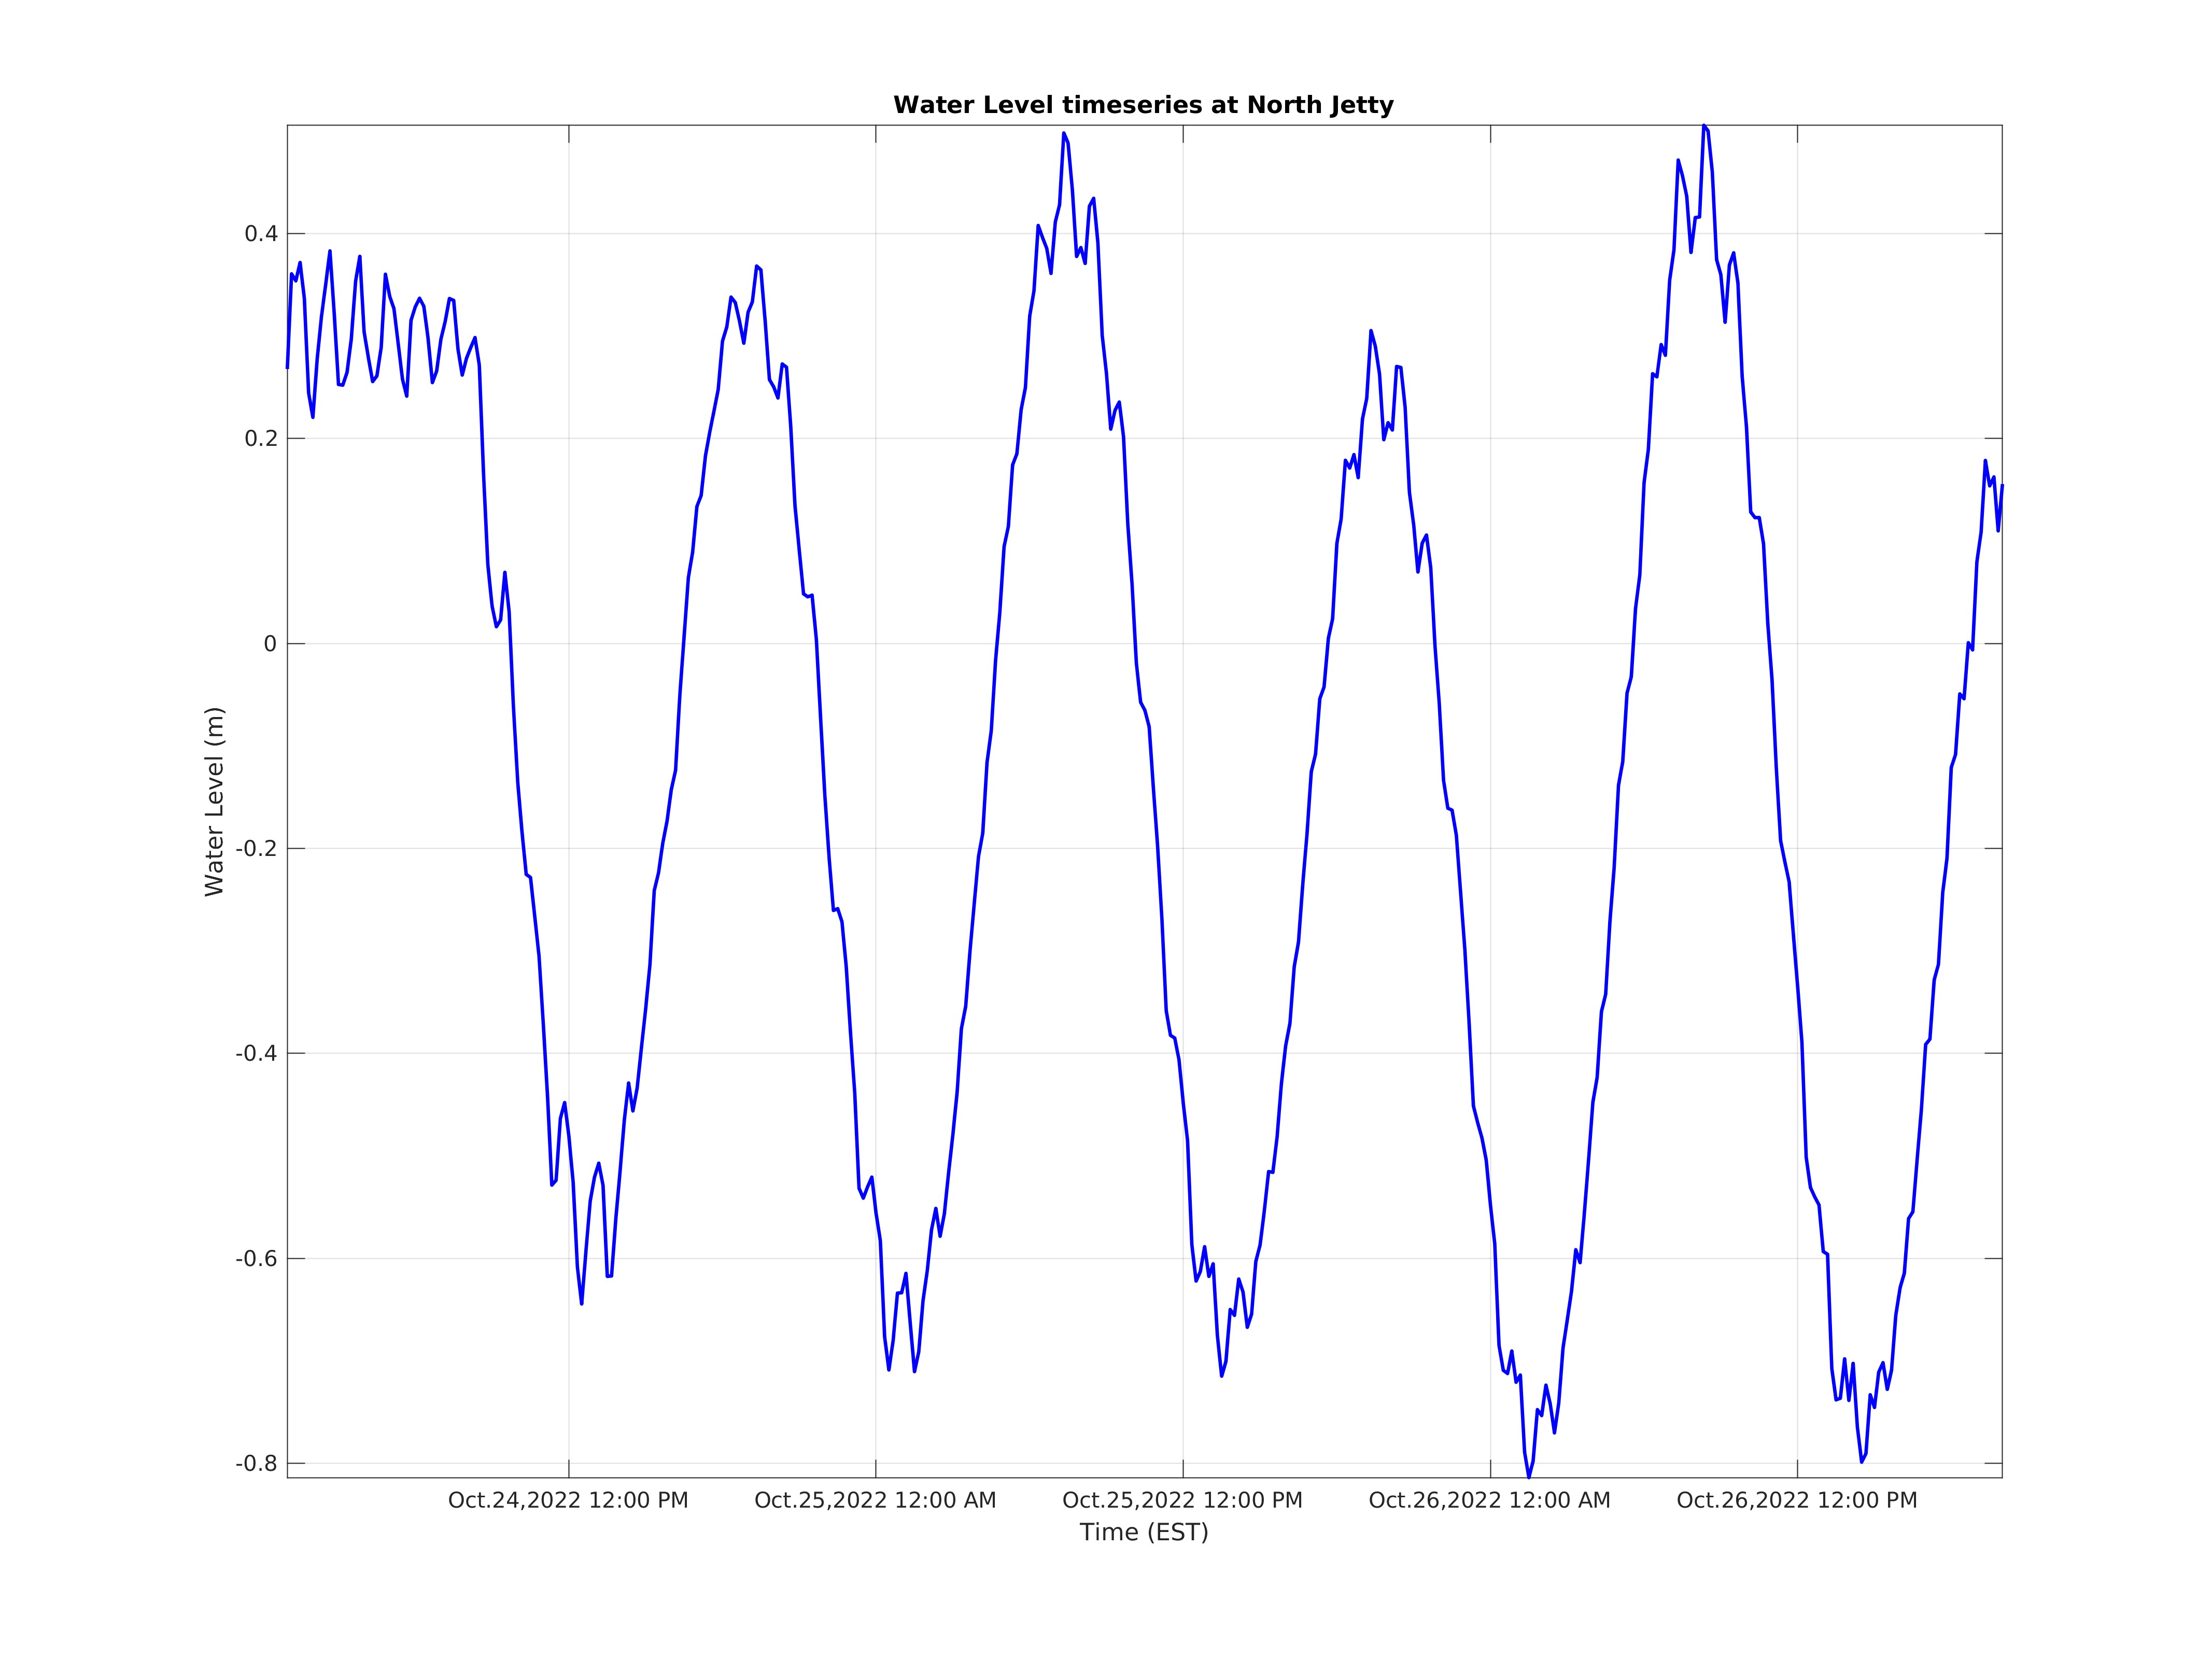 Water Level timeseries at North Jetty
0.4
0.2
0
-0.2
-0.4
-0.6
-0.8
Water Level (m)
Oct.24,2022 12:00 PM
Oct.25,2022 12:00 AM
Oct.25,2022 12:00 PM
Oct.26,2022 12:00 AM
Oct.26,2022 12:00 PM
Time (EST)